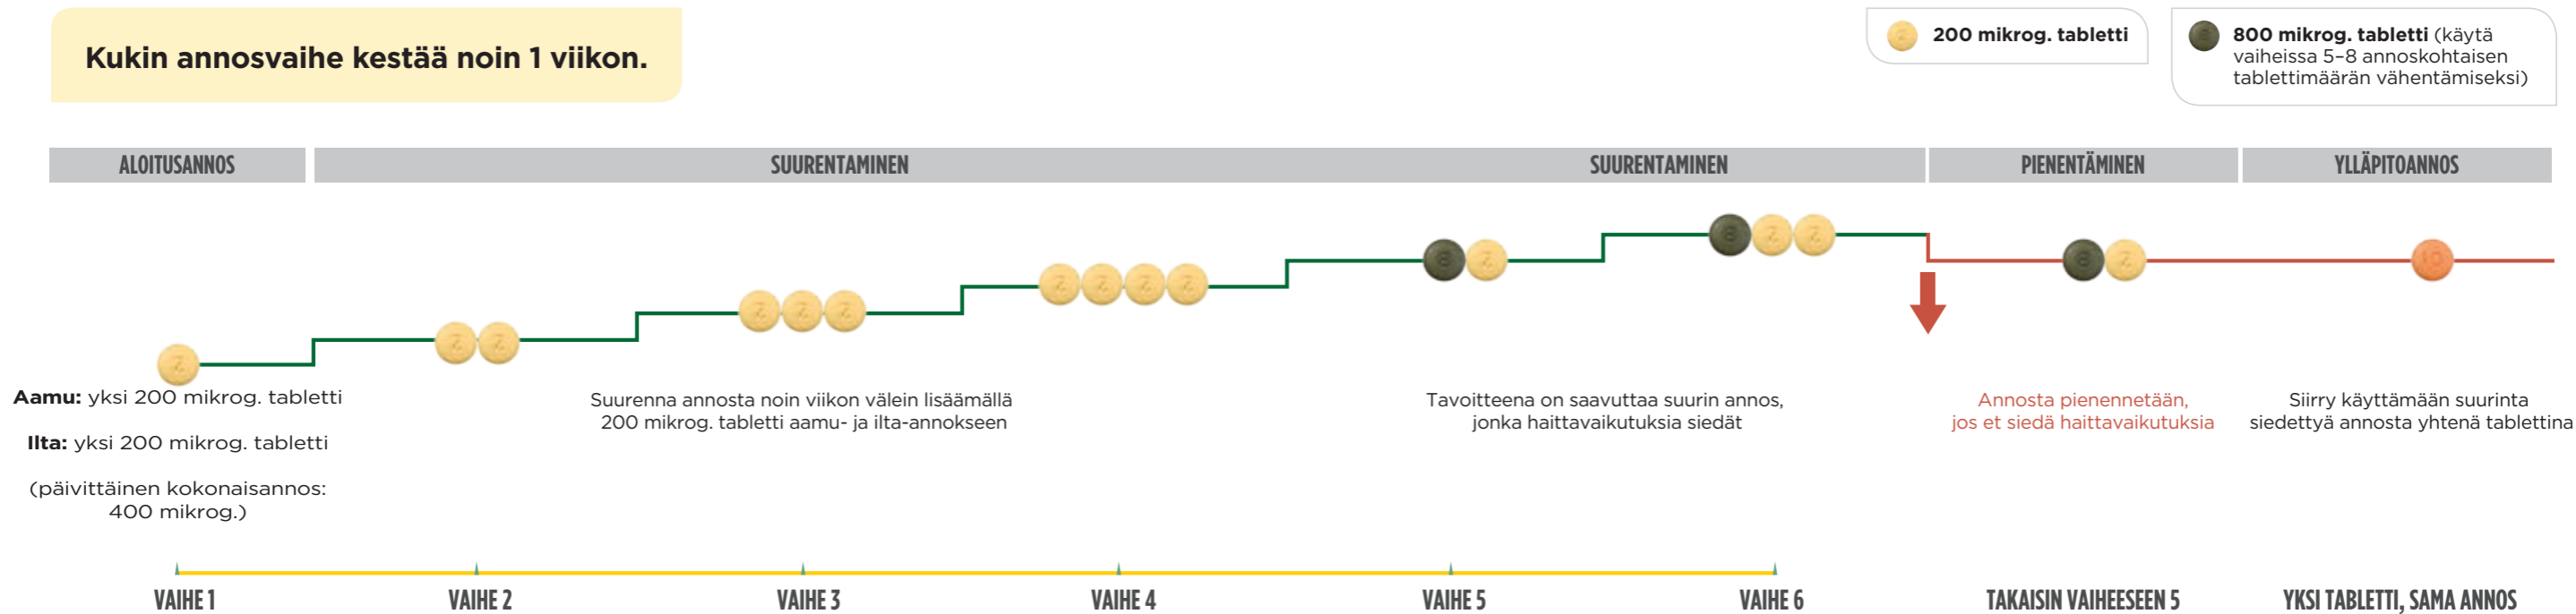 Kukin annosvaihe kestää noin 1 viikon.
200 mikrog. tabletti
800 mikrog. tabletti (käytä
vaiheissa 5–8 annoskohtaisen
tablettimäärän vähentämiseksi)
ALOITUSANNOS
SUURENTAMINEN
SUURENTAMINEN
PIENENTÄMINEN
YLLÄPITOANNOS
Aamu: yksi 200 mikrog. tabletti
Ilta: yksi 200 mikrog. tabletti
(päivittäinen kokonaisannos:
400 mikrog.)
Suurenna annosta noin viikon välein lisäämällä
200 mikrog. tabletti aamu- ja ilta-annokseen
Tavoitteena on saavuttaa suurin annos,
jonka haittavaikutuksia siedät
Annosta pienennetään,
jos et siedä haittavaikutuksia
Siirry käyttämään suurinta
siedettyä annosta yhtenä tablettina
VAIHE 1
VAIHE 2
VAIHE 3
VAIHE 4
VAIHE 5
VAIHE 6
TAKAISIN VAIHEESEEN 5
YKSI TABLETTI, SAMA ANNOS